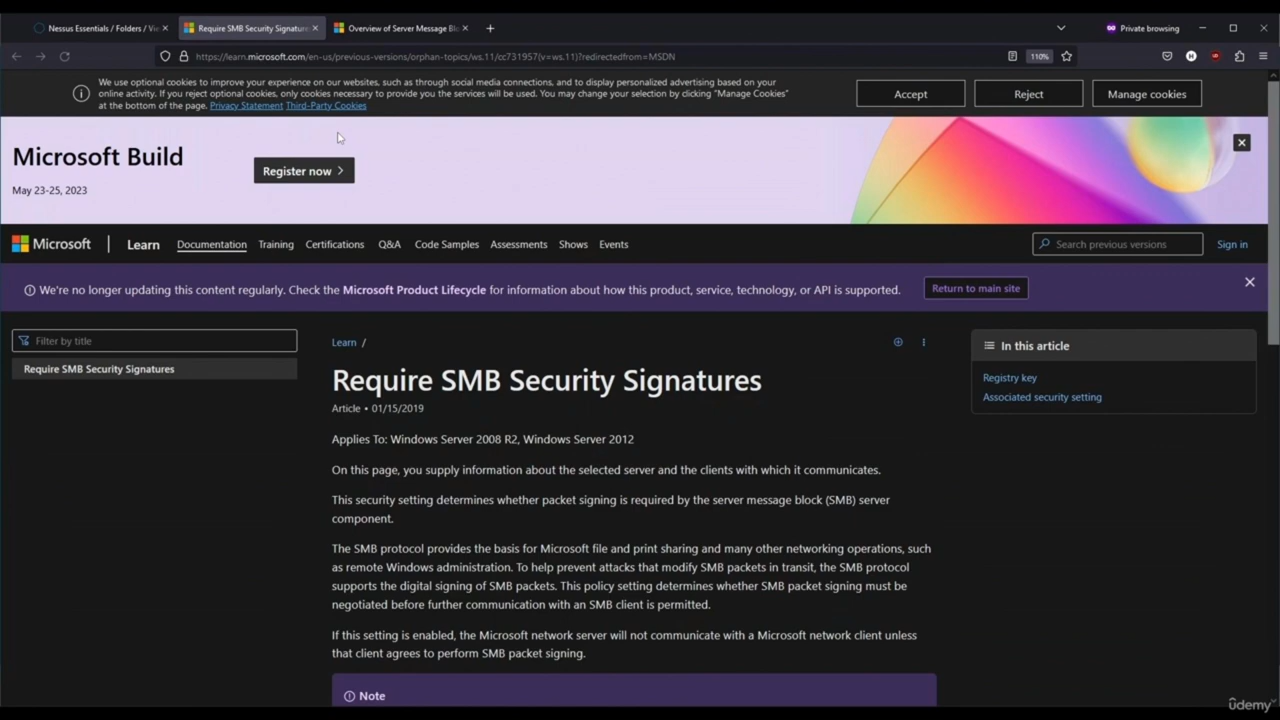 Nessus Essentials / Folders / Vi
Require SMB Security Signature
Overview of Server Message Blo
Private browsing
https://learn.microsoft.com/en-us/previous-versions/orphan-topics/ws.11/cc731957(v=ws.11)?redirectedfrom=MSDN
110%
We use optional cookies to improve your experience on our websites, such as through social media connections, and to display personalized advertising based on
your online activity. If you reject optional cookies, only cookies necessary to provide you the services will be used. You may change your selection by clicking "Manage Cookies"
at the bottom of the page. Privacy Statement Third-Party Cookies
Accept
Reject
Manage cookies
Microsoft Build
Register now
May 23-25, 2023
Microsoft
Learn
Documentation
Training
Certifications
Q&A
Code Samples
Assessments
Shows
Events
Search previous versions
Sign in
We're no longer updating this content regularly. Check the Microsoft Product Lifecycle for information about how this product, service, technology, or API is supported.
Return to main site
Filter by title
Require SMB Security Signatures
Learn /
Require SMB Security Signatures
Article • 01/15/2019
Applies To: Windows Server 2008 R2, Windows Server 2012
On this page, you supply information about the selected server and the clients with which it communicates.
This security setting determines whether packet signing is required by the server message block (SMB) server
component.
The SMB protocol provides the basis for Microsoft file and print sharing and many other networking operations, such
as remote Windows administration. To help prevent attacks that modify SMB packets in transit, the SMB protocol
supports the digital signing of SMB packets. This policy setting determines whether SMB packet signing must be
negotiated before further communication with an SMB client is permitted.
If this setting is enabled, the Microsoft network server will not communicate with a Microsoft network client unless
that client agrees to perform SMB packet signing.
Note
In this article
Registry key
Associated security setting
udemy